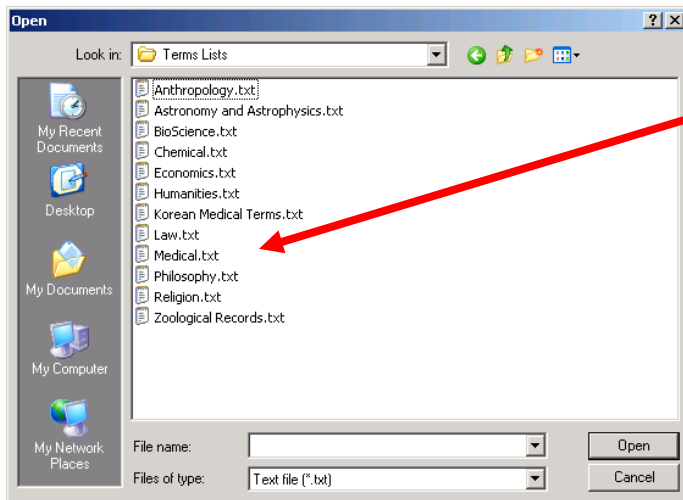 Open
Look in:
Terms Lists
My Recent
Documents
Desktop
My Documents
My Computer
My Network
Places
Anthropology.txt
Astronomy and Astrophysics.txt
BioScience.txt
Chemical.txt
Economics.txt
Humanities.txt
Korean Medical Terms.txt
Law.txt
Medical.txt
Philosophy.txt
Religion.txt
Zoological Records.txt
File name:
Open
Files of type:
Text file (*.txt)
Cancel